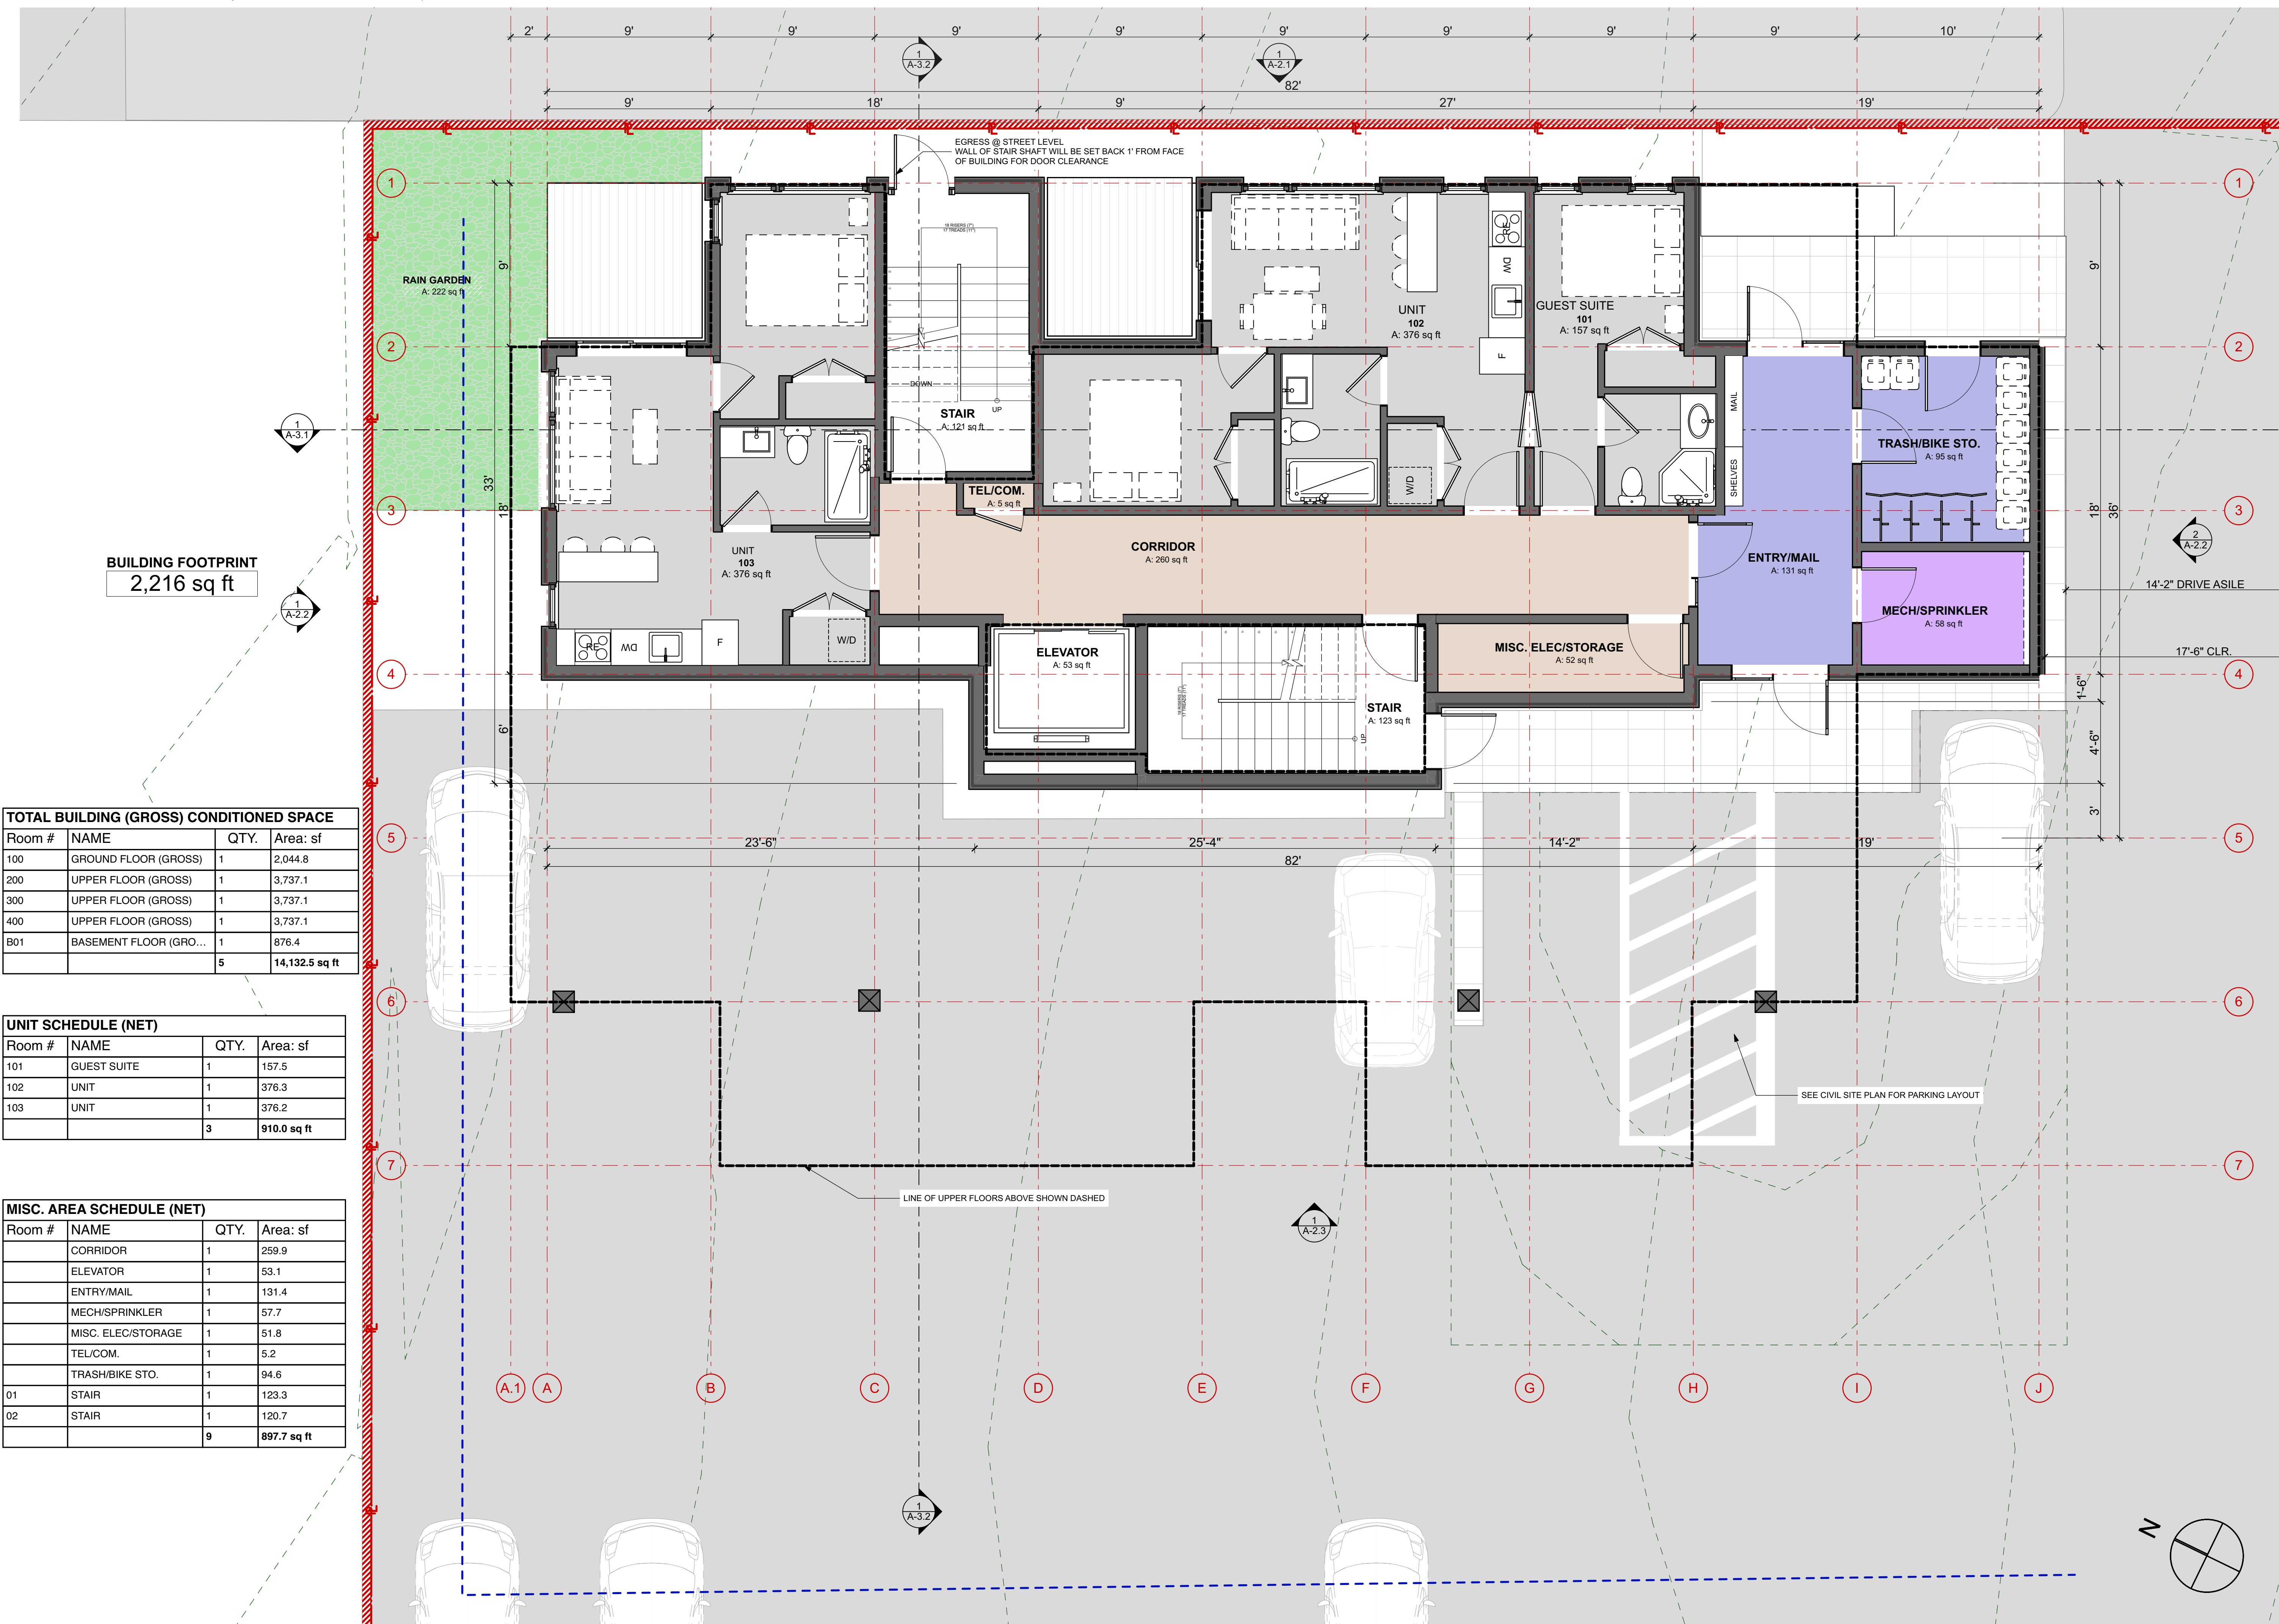 2'
9'
9'
9'
9'
9'
9'
9'
9'
10'
1
A-3.2
1
A-2.1
82'
9'
18'
9'
27'
19'
EGRESS @ STREET LEVEL
WALL OF STAIR SHAFT WILL BE SET BACK 1' FROM FACE
OF BUILDING FOR DOOR CLEARANCE
1
1
18 RISERS (7")
17 TREADS (11")
RAIN GARDEN
A: 222 sq ft
9'
9'
RE
DW
UNIT
102
A: 376 sq ft
GUEST SUITE
101
A: 157 sq ft
2
2
F
DOWN
UP
STAIR
A: 121 sq ft
MAIL
SHELVES
TRASH/BIKE STO.
A: 95 sq ft
1
A-3.1
33'
18'
W/D
TEL/COM.
A: 5 sq ft
3
3
18'
36'
2
A-2.2
BUILDING FOOTPRINT
2,216 sq ft
UNIT
103
A: 376 sq ft
CORRIDOR
A: 260 sq ft
ENTRY/MAIL
A: 131 sq ft
14'-2" DRIVE ASILE
1
A-2.2
MECH/SPRINKLER
A: 58 sq ft
RE
DW
F
W/D
ELEVATOR
A: 53 sq ft
MISC. ELEC/STORAGE
A: 52 sq ft
17'-6" CLR.
4
4
18 RISERS (7")
17 TREADS (11")
STAIR
A: 123 sq ft
UP
6'
1'-6"
4'-6"
3'
TOTAL BUILDING (GROSS) CONDITIONED SPACE
Room # NAME QTY. Area: sf
100 GROUND FLOOR (GROSS) 1 2,044.8
200 UPPER FLOOR (GROSS) 1 3,737.1
300 UPPER FLOOR (GROSS) 1 3,737.1
400 UPPER FLOOR (GROSS) 1 3,737.1
B01 BASEMENT FLOOR (GRO... 1 876.4
5 14,132.5 sq ft
5
5
23'-6"
25'-4"
14'-2"
19'
82'
6
6
UNIT SCHEDULE (NET)
Room # NAME QTY. Area: sf
101 GUEST SUITE 1 157.5
102 UNIT 1 376.3
103 UNIT 1 376.2
3 910.0 sq ft
SEE CIVIL SITE PLAN FOR PARKING LAYOUT
7
7
LINE OF UPPER FLOORS ABOVE SHOWN DASHED
1
A-2.3
MISC. AREA SCHEDULE (NET)
Room # NAME QTY. Area: sf
CORRIDOR 1 259.9
ELEVATOR 1 53.1
ENTRY/MAIL 1 131.4
MECH/SPRINKLER 1 57.7
MISC. ELEC/STORAGE 1 51.8
TEL/COM. 1 5.2
TRASH/BIKE STO. 1 94.6
01 STAIR 1 123.3
02 STAIR 1 120.7
9 897.7 sq ft
A.1
A
B
C
D
E
F
G
H
I
J
1
A-3.2
N